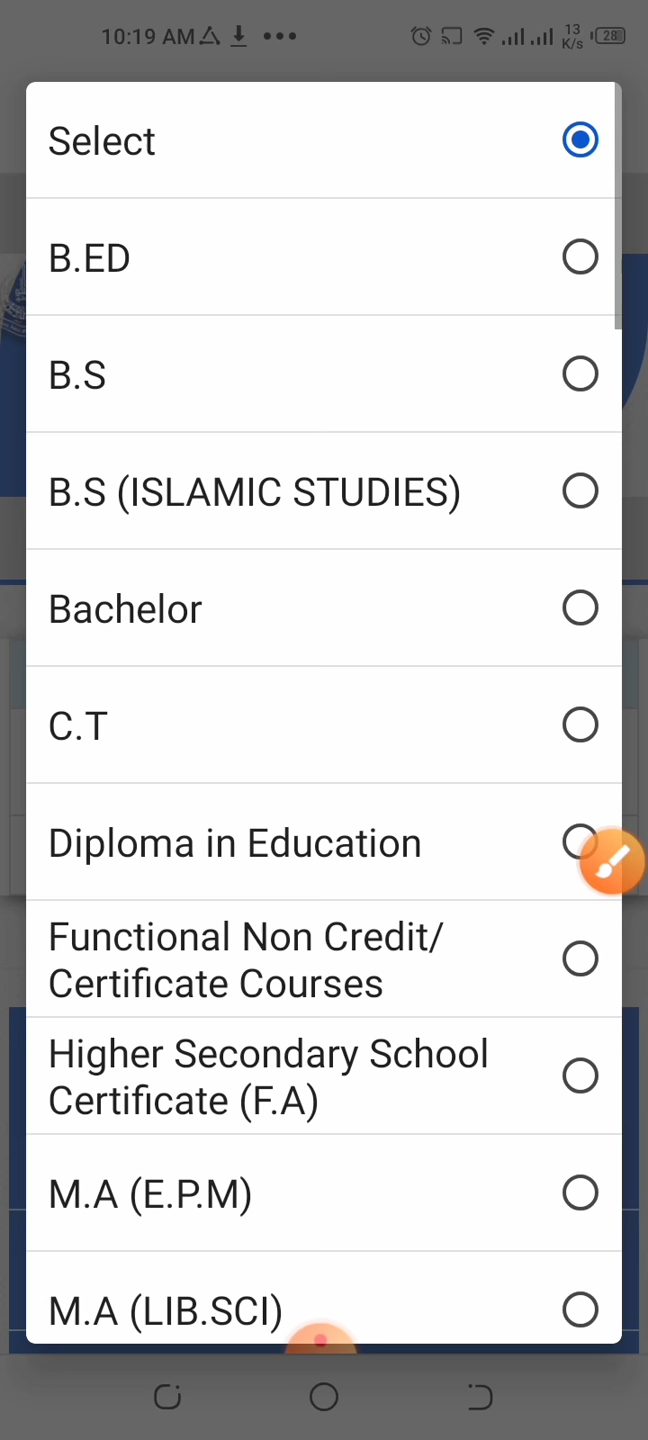 10:19 AM
13
K/s
28
Select
B.ED
B.S
B.S (ISLAMIC STUDIES)
Bachelor
C.T
Diploma in Education
Functional Non Credit/
Certificate Courses
Higher Secondary School
Certificate (F.A)
M.A (E.P.M)
M.A (LIB.SCI)